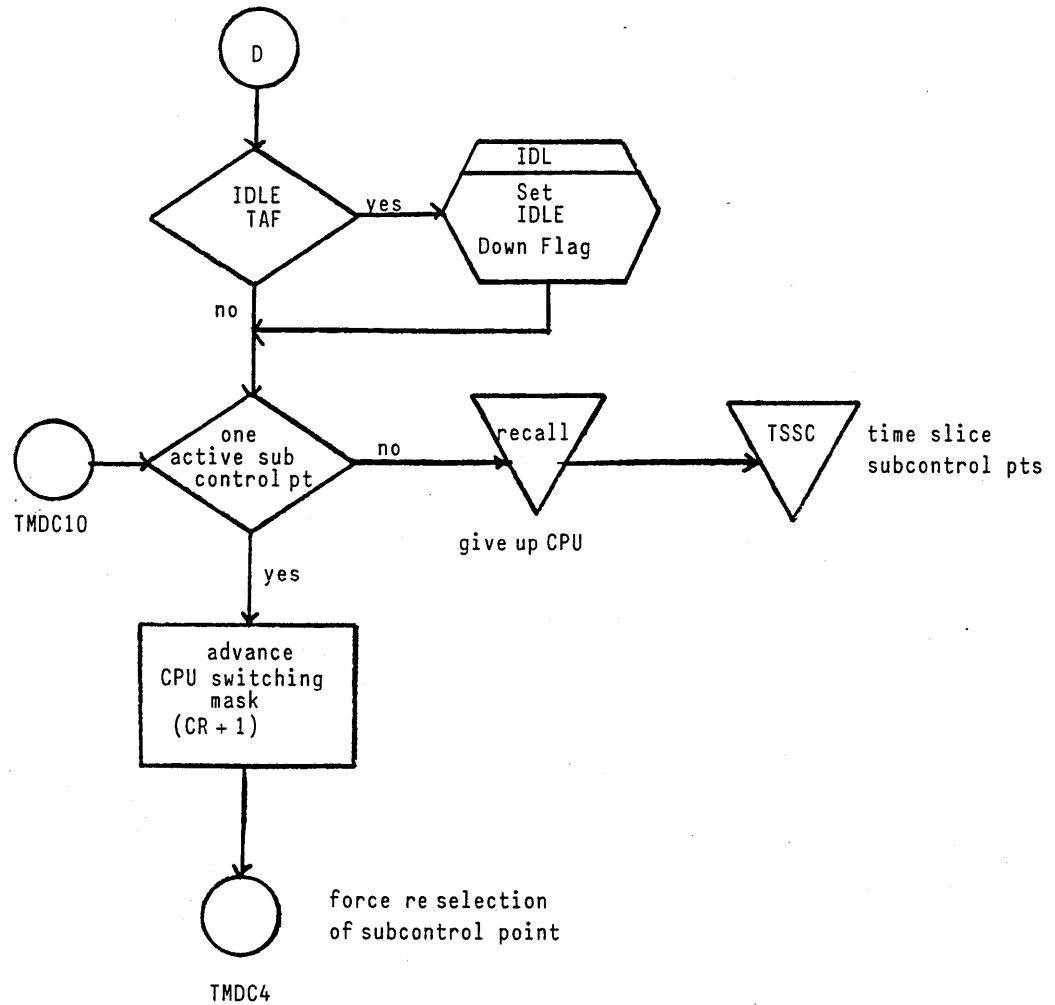 D
IDLE
TAF
yes
IDL
Set
IDLE
Down Flag
no
one
active sub
control pt
no
recall
TSSC
time slice
subcontrol pts
TMDC10
give up CPU
yes
advance
CPU switching
mask
(CR + 1)
force re selection
of subcontrol point
TMDC4